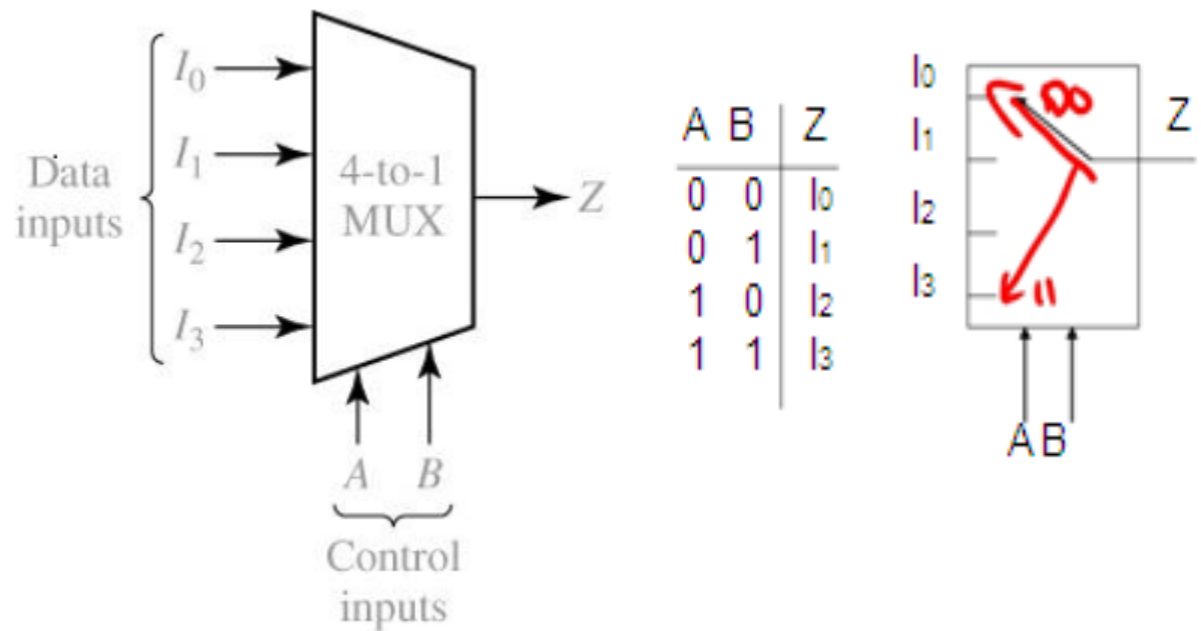 Data inputs
I0
I1
I2
I3
4-to-1
MUX
Z
A B
Control
inputs
A B Z
0 0 I0
0 1 I1
1 0 I2
1 1 I3
I0
I1
I2
I3
00
11
Z
A B